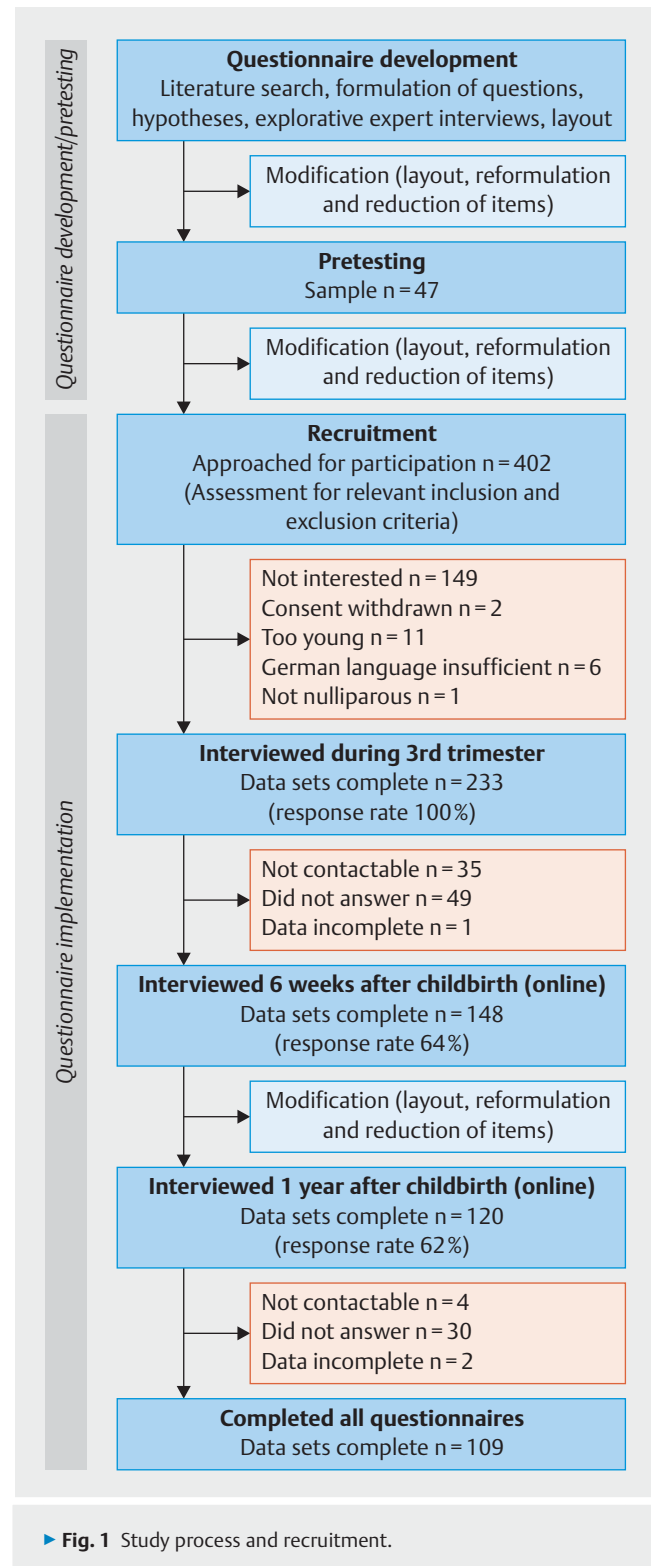 Questionnaire development/pretesting
Questionnaire development
Literature search, formulation of questions,
hypotheses, explorative expert interviews, layout
Modification (layout, reformulation
and reduction of items)
Pretesting
Sample n = 47
Modification (layout, reformulation
and reduction of items)
Questionnaire implementation
Recruitment
Approached for participation n = 402
(Assessment for relevant inclusion and
exclusion criteria)
Not interested n = 149
Consent withdrawn n = 2
Too young n = 11
German language insufficient n = 6
Not nulliparous n = 1
Interviewed during 3rd trimester
Data sets complete n = 233
(response rate 100%)
Not contactable n = 35
Did not answer n = 49
Data incomplete n = 1
Interviewed 6 weeks after childbirth (online)
Data sets complete n = 148
(response rate 64%)
Modification (layout, reformulation
and reduction of items)
Interviewed 1 year after childbirth (online)
Data sets complete n = 120
(response rate 62%)
Not contactable n = 4
Did not answer n = 30
Data incomplete n = 2
Completed all questionnaires
Data sets complete n = 109
▶ Fig. 1 Study process and recruitment.